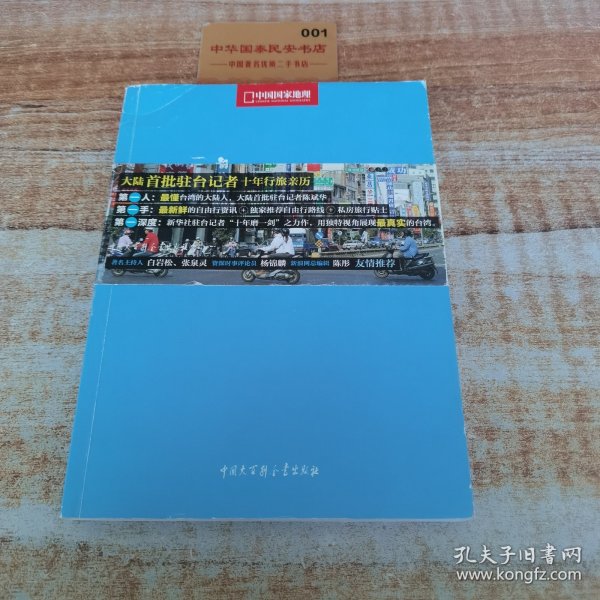 001
中华国泰民安书店
中国著名优质二手书店
中国国家地理
大陆首批驻台记者 十年行旅亲历
第一人：最懂台湾的大陆人，大陆首批驻台记者陈斌华
第一手：最新鲜的自由行资讯 + 独家推荐自由行路线 + 私房旅行贴士
第一深度：新华社驻台记者“十年磨一剑”之力作，用独特视角展现最真实的台湾。
著名主持人 白岩松、张泉灵 资深时事评论员 杨锦麟 新浪网总编辑 陈彤 友情推荐
中国大百科全书出版社
孔夫子旧书网
www.kongfz.com